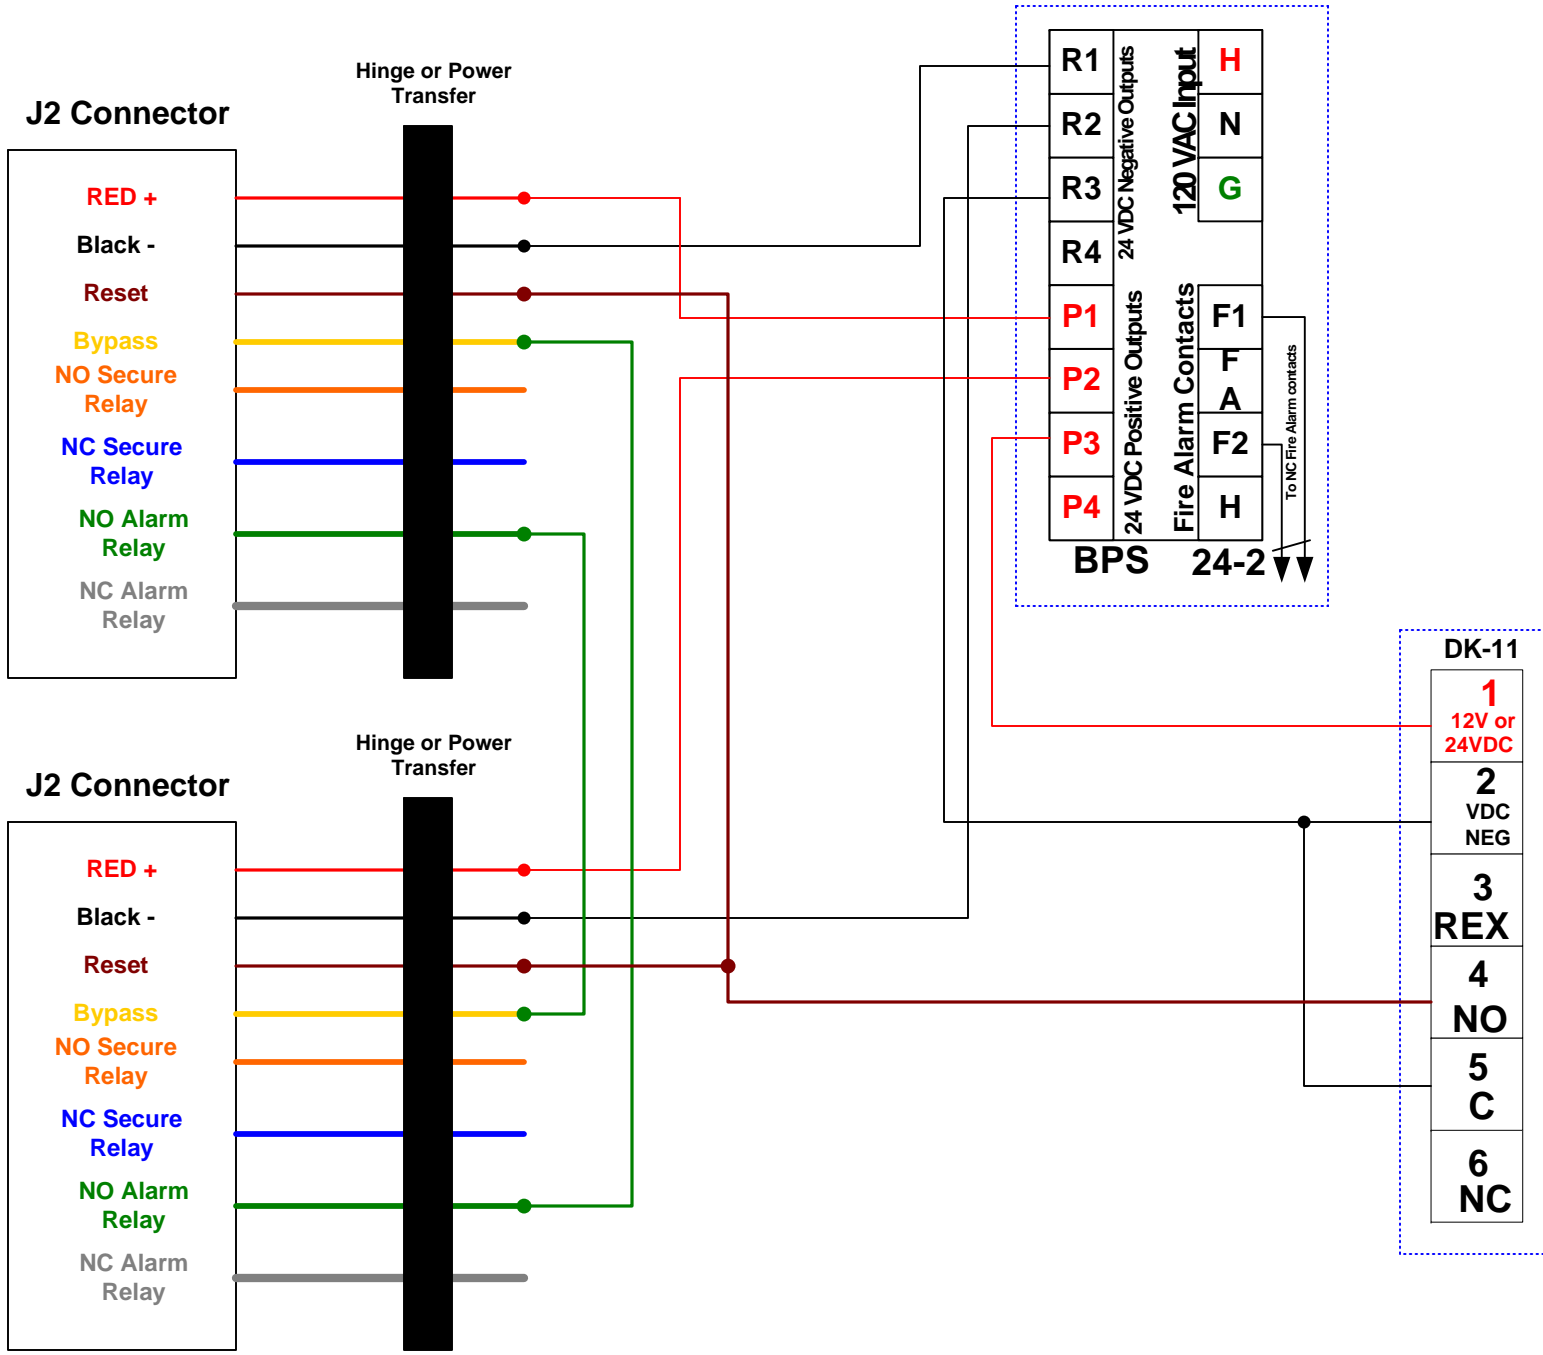 J2 Connector
RED +
Black -
Reset
Bypass
NO Secure
Relay
NC Secure
Relay
NO Alarm
Relay
NC Alarm
Relay
Hinge or Power
Transfer
R1
R2
R3
R4
P1
P2
P3
P4
24 VDC Negative Outputs
24 VDC Positive Outputs
120 VAC Input
Fire Alarm Contacts
H
N
G
F1
F
A
F2
H
To NC Fire Alarm contacts
BPS 24-2
J2 Connector
RED +
Black -
Reset
Bypass
NO Secure
Relay
NC Secure
Relay
NO Alarm
Relay
NC Alarm
Relay
Hinge or Power
Transfer
DK-11
1
12V or
24VDC
2
VDC
NEG
3
REX
4
NO
5
C
6
NC